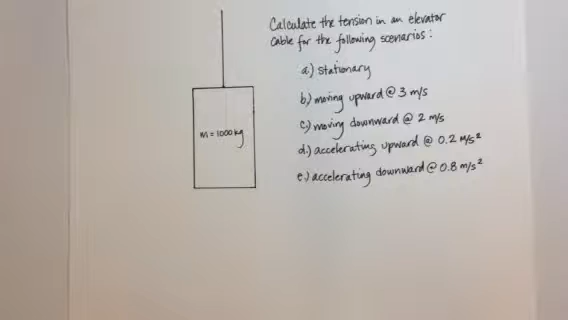 Calculate the tension in an elevator
cable for the following scenarios:
a) stationary
b) moving upward @ 3 m/s
c) moving downward @ 2 m/s
d.) accelerating upward @ 0.2 m/s²
e.) accelerating downward @ 0.8 m/s²
m = 1000 kg